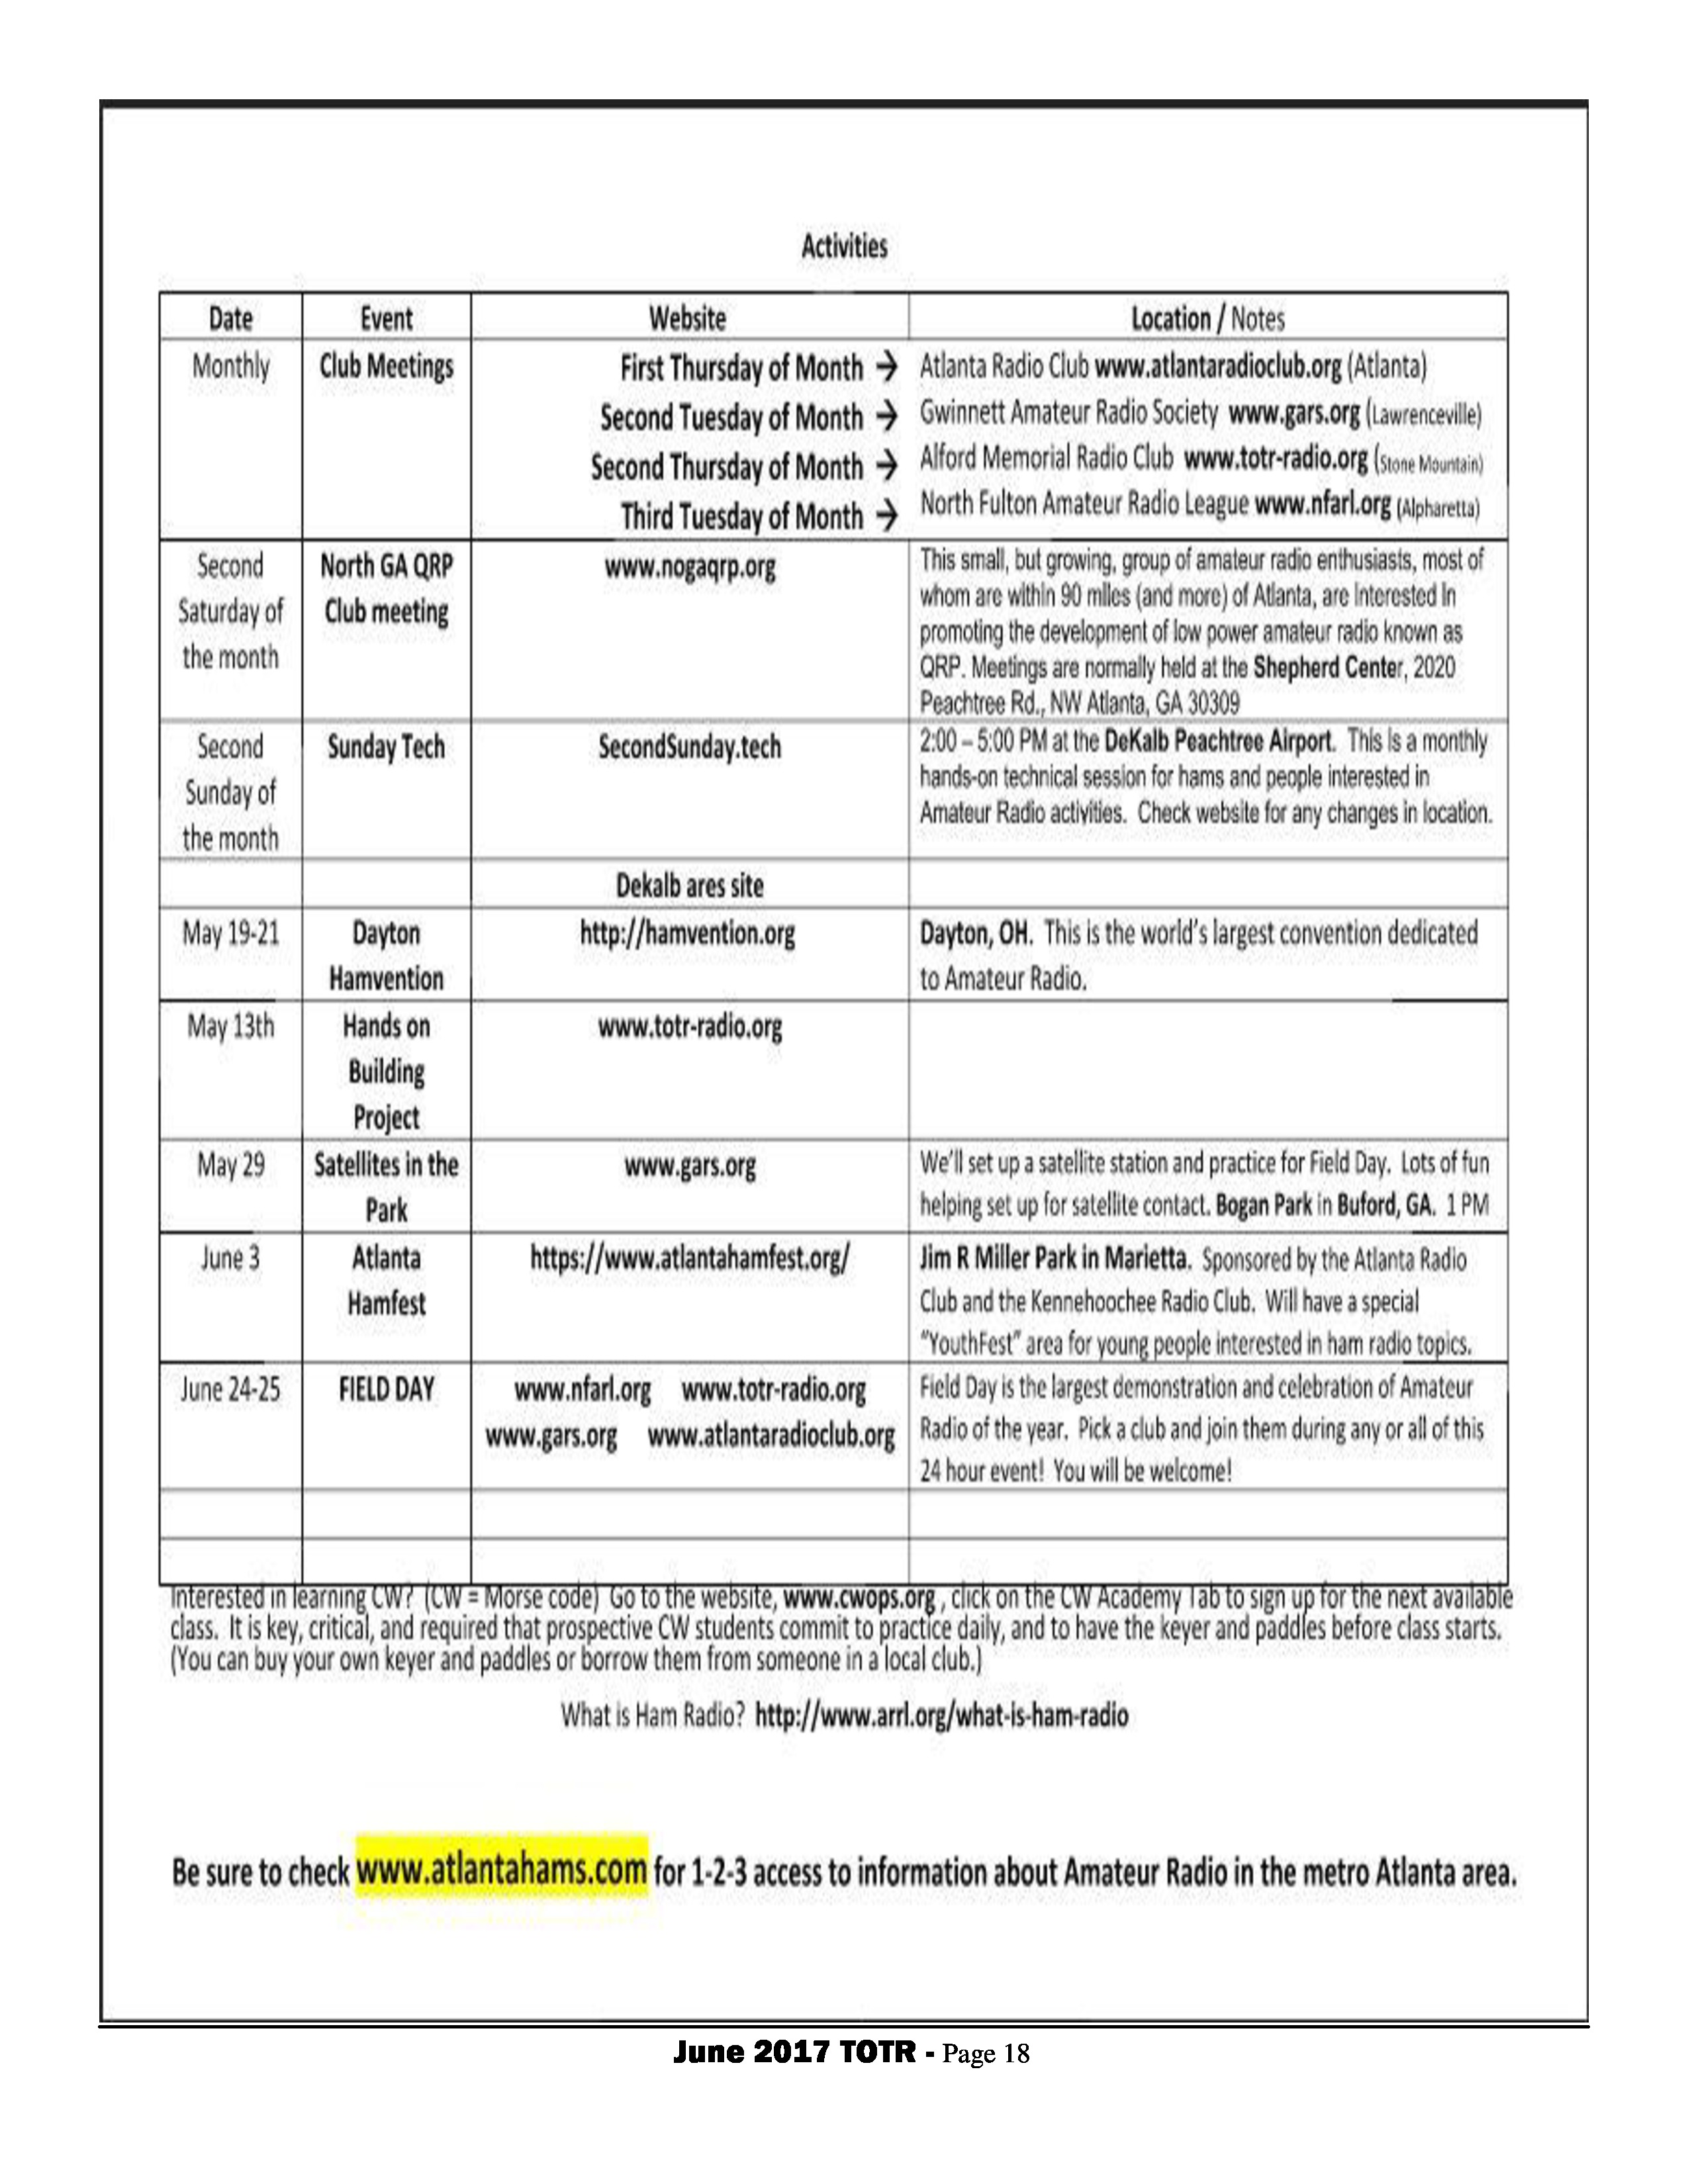 Activities
Date Event Website Location / Notes
Monthly Club Meetings First Thursday of Month → Atlanta Radio Club www.atlantaradioclub.org (Atlanta)
Second Tuesday of Month → Gwinnett Amateur Radio Society www.gars.org (Lawrenceville)
Second Thursday of Month → Alford Memorial Radio Club www.totr-radio.org (Stone Mountain)
Third Tuesday of Month → North Fulton Amateur Radio League www.nfarl.org (Alpharetta)
Second
Saturday of
the month
North GA QRP
Club meeting
www.nogaqrp.org
This small, but growing, group of amateur radio enthusiasts, most of
whom are within 90 miles (and more) of Atlanta, are interested in
promoting the development of low power amateur radio known as
QRP. Meetings are normally held at the Shepherd Center, 2020
Peachtree Rd., NW Atlanta, GA 30309
Second
Sunday of
the month
Sunday Tech
SecondSunday.tech
2:00 – 5:00 PM at the DeKalb Peachtree Airport. This is a monthly
hands-on technical session for hams and people interested in
Amateur Radio activities. Check website for any changes in location.
Dekalb ares site
May 19-21
Dayton
Hamvention
http://hamvention.org
Dayton, OH. This is the world's largest convention dedicated
to Amateur Radio.
May 13th
Hands on
Building
Project
www.totr-radio.org
May 29
Satellites in the
Park
www.gars.org
We'll set up a satellite station and practice for Field Day. Lots of fun
helping set up for satellite contact. Bogan Park in Buford, GA. 1 PM
June 3
Atlanta
Hamfest
https://www.atlantahamfest.org/
Jim R Miller Park in Marietta. Sponsored by the Atlanta Radio
Club and the Kennehoochee Radio Club. Will have a special
"YouthFest" area for young people interested in ham radio topics.
June 24-25
FIELD DAY
www.nfarl.org www.totr-radio.org
www.gars.org www.atlantaradioclub.org
Field Day is the largest demonstration and celebration of Amateur
Radio of the year. Pick a club and join them during any or all of this
24 hour event! You will be welcome!
Interested in learning CW? (CW = Morse code) Go to the website, www.cwops.org , click on the CW Academy Tab to sign up for the next available
class. It is key, critical, and required that prospective CW students commit to practice daily, and to have the keyer and paddles before class starts.
(You can buy your own keyer and paddles or borrow them from someone in a local club.)
What is Ham Radio? http://www.arrl.org/what-is-ham-radio
Be sure to check www.atlantahams.com for 1-2-3 access to information about Amateur Radio in the metro Atlanta area.
June 2017 TOTR - Page 18